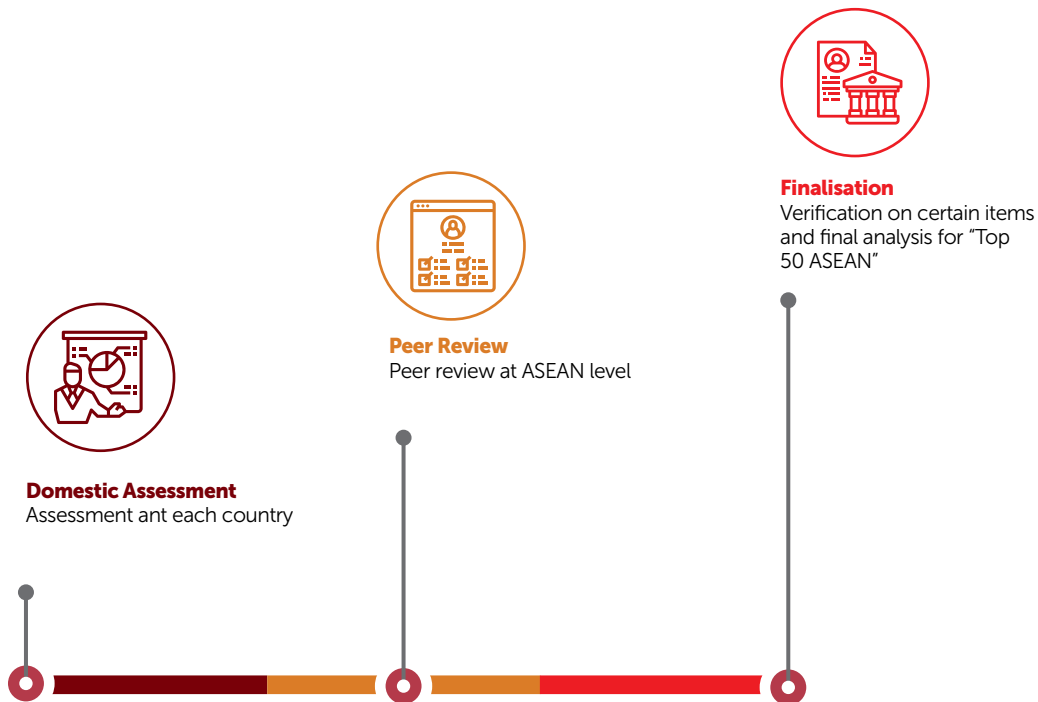 Domestic Assessment
Assessment ant each country
Peer Review
Peer review at ASEAN level
Finalisation
Verification on certain items
and final analysis for “Top
50 ASEAN”